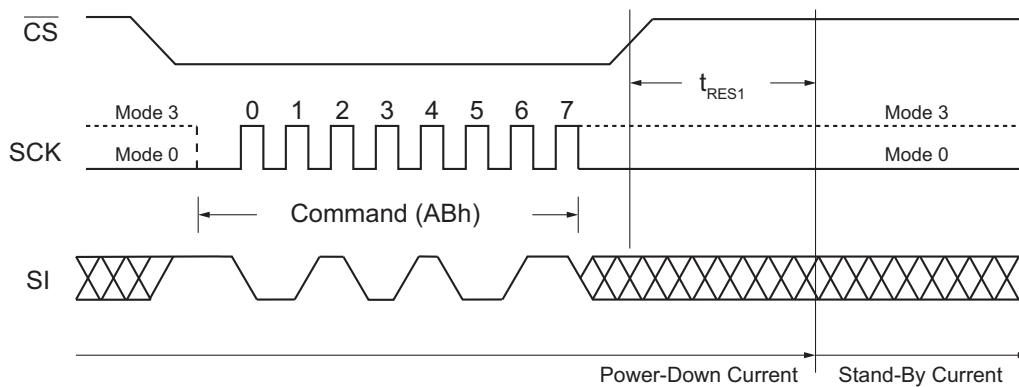 CS
t_RES1
0 1 2 3 4 5 6 7
Mode 3 Mode 3
SCK
Mode 0 Mode 0
Command (ABh)
SI
Power-Down Current Stand-By Current